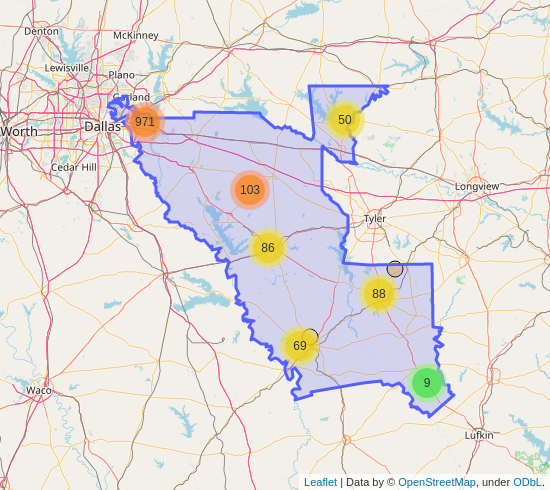 Denton
McKinney
Lewisville
Plano
Garland
971
50
Worth
Dallas
Cedar Hill
103
Longview
Tyler
86
88
69
9
Waco
Lufkin
Leaflet | Data by © OpenStreetMap, under ODbL.